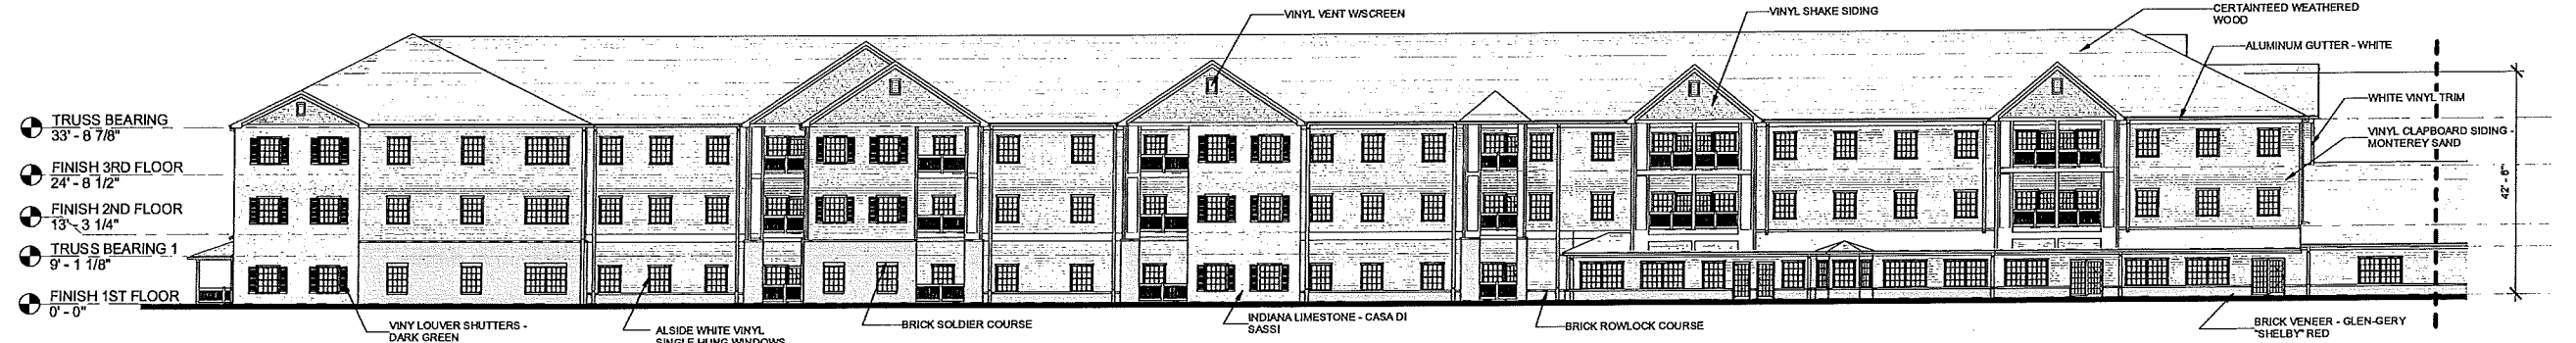 VINYL VENT W/SCREEN
VINYL SHAKE SIDING
CERTAINTEED WEATHERED
WOOD
ALUMINUM GUTTER - WHITE
WHITE VINYL TRIM
VINYL CLAPBOARD SIDING -
MONTEREY SAND
42' - 6"
TRUSS BEARING
33' - 8 7/8"
FINISH 3RD FLOOR
24' - 8 1/2"
FINISH 2ND FLOOR
13' - 3 1/4"
TRUSS BEARING 1
9' - 1 1/8"
FINISH 1ST FLOOR
0' - 0"
VINY LOUVER SHUTTERS -
DARK GREEN
ALSIDE WHITE VINYL
SINGLE HUNG WINDOWS
BRICK SOLDIER COURSE
INDIANA LIMESTONE - CASA DI
SASSI
BRICK ROWLOCK COURSE
BRICK VENEER - GLEN-GERY
"SHELBY" RED